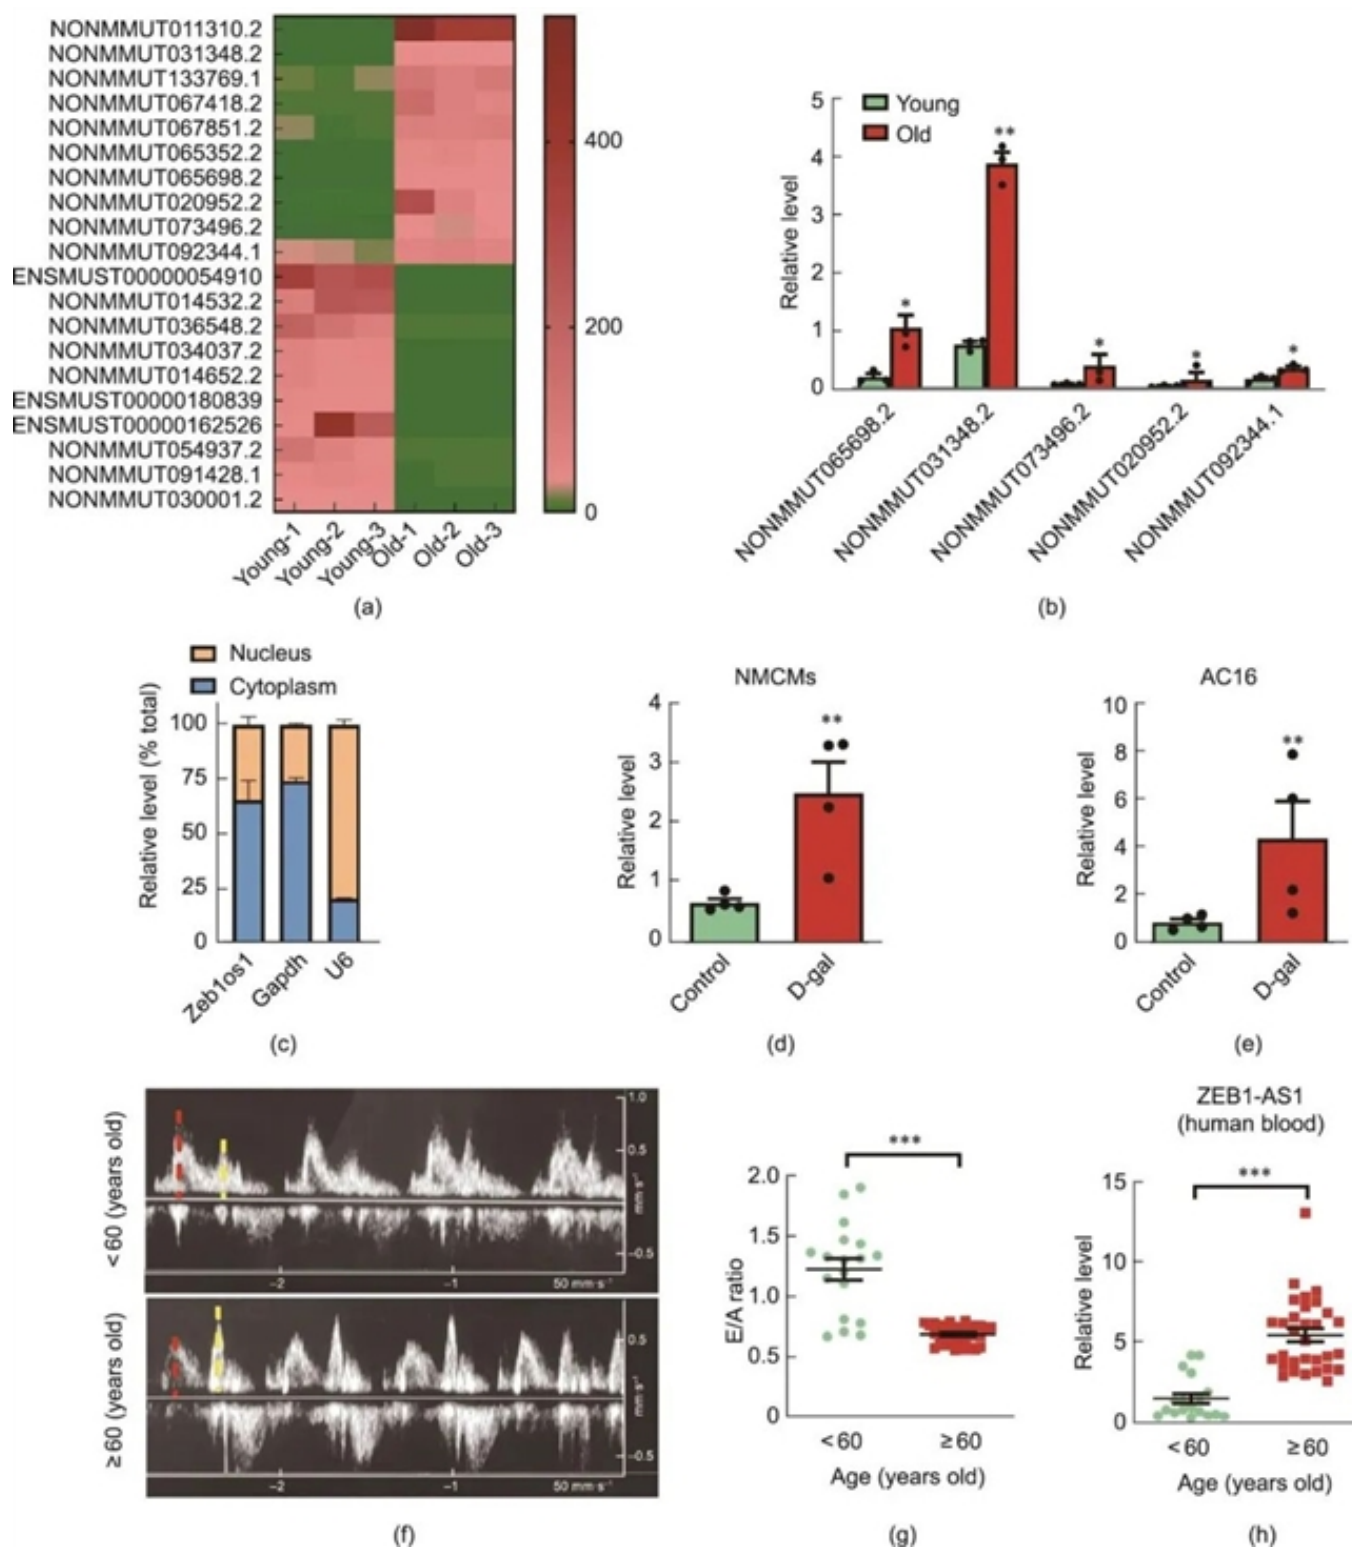 NONMMUT011310.2
NONMMUT031348.2
NONMMUT133769.1
NONMMUT067418.2
NONMMUT067851.2
NONMMUT065352.2
NONMMUT065698.2
NONMMUT020952.2
NONMMUT073496.2
NONMMUT092344.1
ENSMUST00000054910
NONMMUT014532.2
NONMMUT036548.2
NONMMUT034037.2
NONMMUT014652.2
ENSMUST00000180839
ENSMUST00000162526
NONMMUT054937.2
NONMMUT091428.1
NONMMUT030001.2
Young-1 Young-2 Young-3 Old-1 Old-2 Old-3
400
200
0
(a)
Young
Old
Relative level
5
4
3
2
1
0
* ** * * *
NONMMUT065698.2
NONMMUT031348.2
NONMMUT073496.2
NONMMUT020952.2
NONMMUT092344.1
(b)
Nucleus
Cytoplasm
Relative level (% total)
100
75
50
25
0
Zeb1os1 Gapdh U6
(c)
NMCMs
Relative level
4
3
2
1
0
**
Control D-gal
(d)
AC16
Relative level
10
8
6
4
2
0
**
Control D-gal
(e)
<60 (years old)
1.0
0.5
mm·s⁻¹
−0.5
−2 −1 50 mm·s⁻¹
≥60 (years old)
0.5
mm·s⁻¹
−0.5
−2 −1 50 mm·s⁻¹
(f)
E/A ratio
2.0
1.5
1.0
0.5
0
***
<60 ≥60
Age (years old)
(g)
ZEB1-AS1
(human blood)
Relative level
15
10
5
0
***
<60 ≥60
Age (years old)
(h)